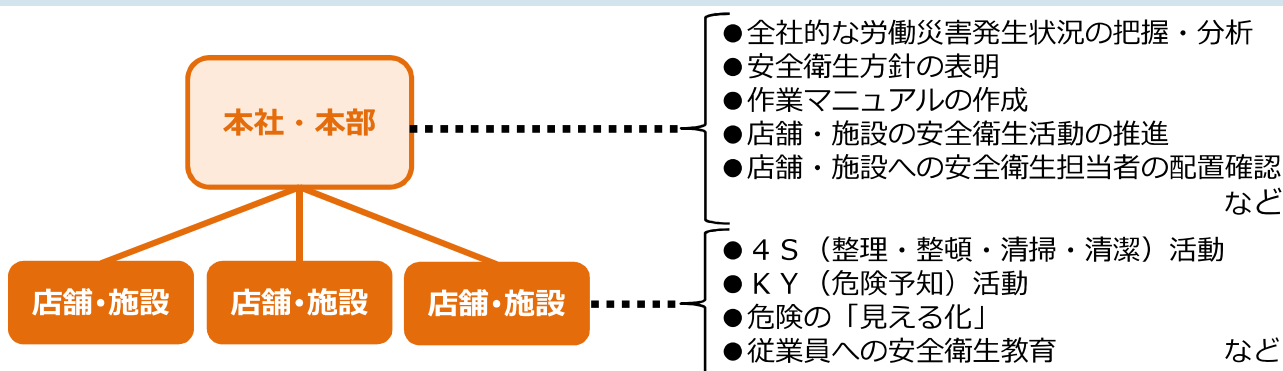 本社・本部
●全社的な労働災害発生状況の把握・分析
●安全衛生方針の表明
●作業マニュアルの作成
●店舗・施設の安全衛生活動の推進
●店舗・施設への安全衛生担当者の配置確認
など
店舗・施設
店舗・施設
店舗・施設
●４Ｓ（整理・整頓・清掃・清潔）活動
●ＫＹ（危険予知）活動
●危険の「見える化」
●従業員への安全衛生教育 など